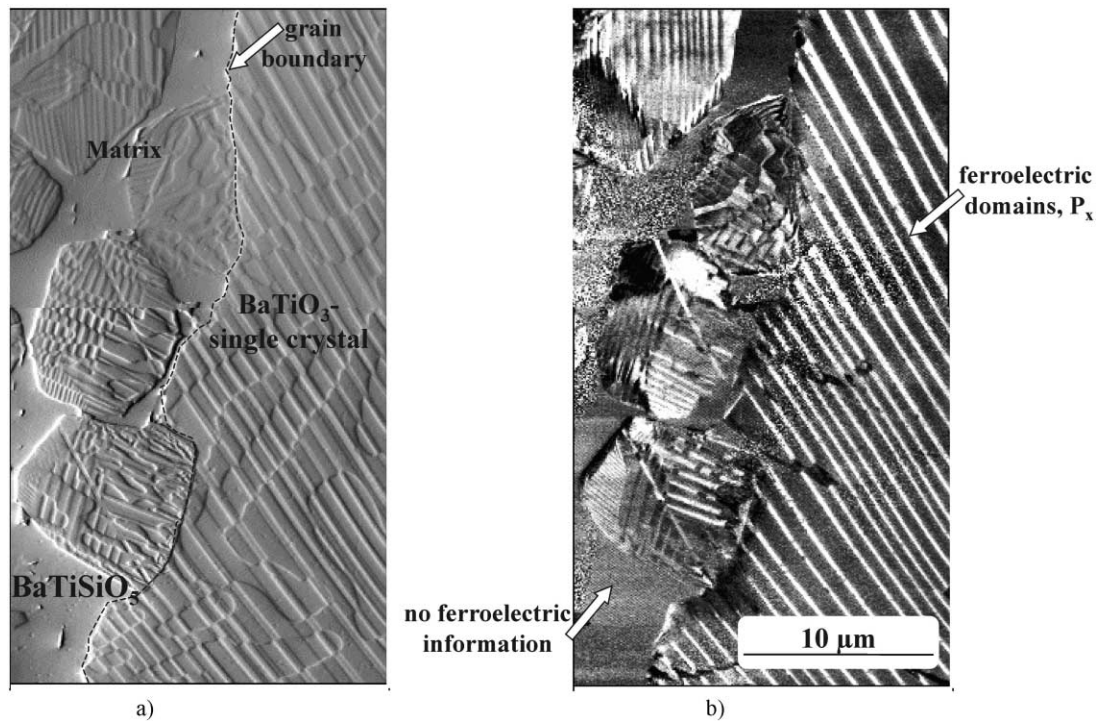 grain
boundary
Matrix
BaTiO₃-
single crystal
BaTiSiO₅
a)
ferroelectric
domains, Pₓ
no ferroelectric
information
10 µm
b)